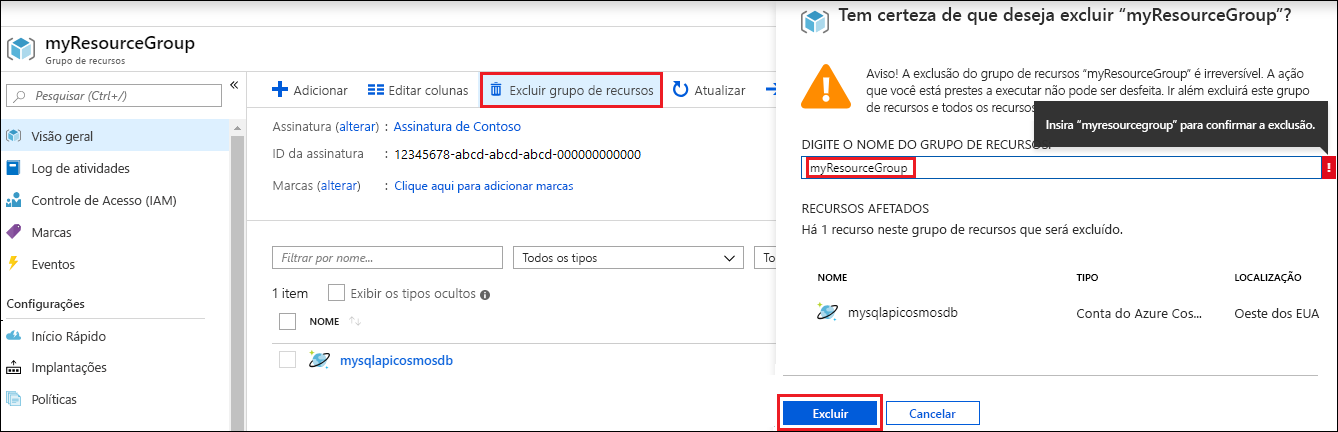 myResourceGroup
Grupo de recursos
«
Pesquisar (Ctrl+/)
Visão geral
Log de atividades
Controle de Acesso (IAM)
Marcas
Eventos
Configurações
Início Rápido
Implantações
Políticas
Adicionar Editar colunas Excluir grupo de recursos Atualizar
Assinatura (alterar) : Assinatura de Contoso
ID da assinatura : 12345678-abcd-abcd-abcd-000000000000
Marcas (alterar) : Clique aqui para adicionar marcas
Filtrar por nome... Todos os tipos To
1 item Exibir os tipos ocultos
NOME
mysqlapicosmosdb
Tem certeza de que deseja excluir “myResourceGroup”?
Aviso! A exclusão do grupo de recursos “myResourceGroup” é irreversível. A ação
que você está prestes a executar não pode ser desfeita. Ir além excluirá este grupo
de recursos e todos os recursos
Insira “myresourcegroup” para confirmar a exclusão.
DIGITE O NOME DO GRUPO DE RECURSOS:
myResourceGroup !
RECURSOS AFETADOS
Há 1 recurso neste grupo de recursos que será excluído.
NOME TIPO LOCALIZAÇÃO
mysqlapicosmosdb Conta do Azure Cos... Oeste dos EUA
Excluir Cancelar